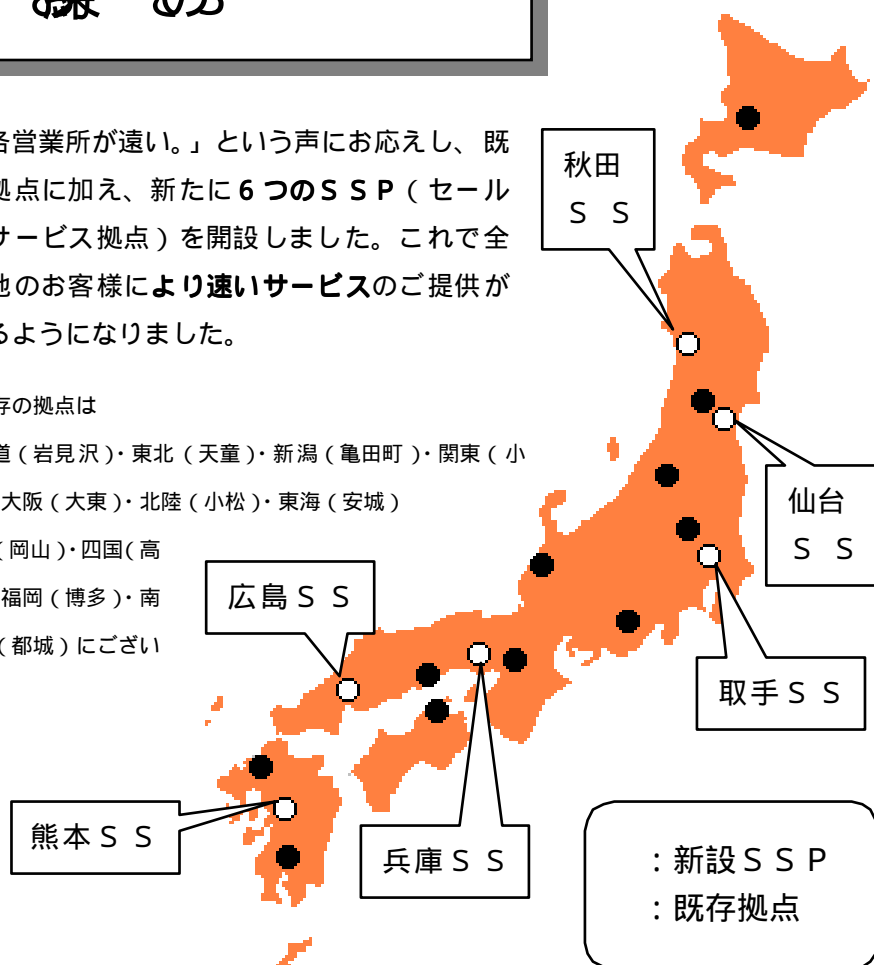 各営業所が遠い。」という声にお応えし、既
拠点に加え、新たに６つのＳＳＰ（セール
サービス拠点）を開設しました。これで全
地のお客様により速いサービスのご提供が
るようになりました。
存の拠点は
道（岩見沢）・東北（天童）・新潟（亀田町）・関東（小
大阪（大東）・北陸（小松）・東海（安城）
（岡山）・四国（高
福岡（博多）・南
（都城）にござい
秋田
ＳＳ
仙台
ＳＳ
広島ＳＳ
取手ＳＳ
熊本ＳＳ
兵庫ＳＳ
：新設ＳＳＰ
：既存拠点